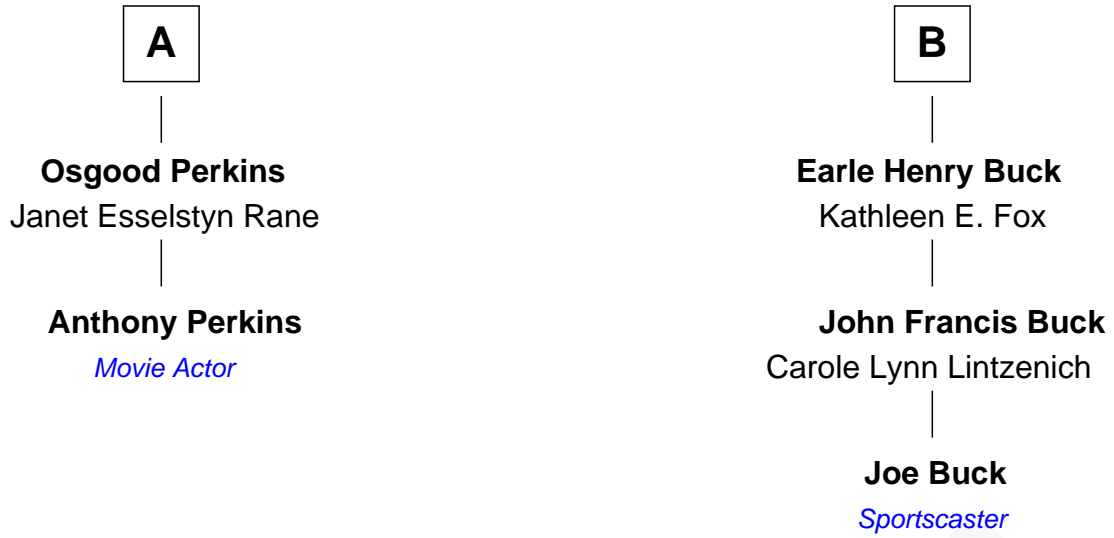 A
Osgood Perkins
Janet Esselstyn Rane
Anthony Perkins
Movie Actor
B
Earle Henry Buck
Kathleen E. Fox
John Francis Buck
Carole Lynn Lintzenich
Joe Buck
Sportscaster